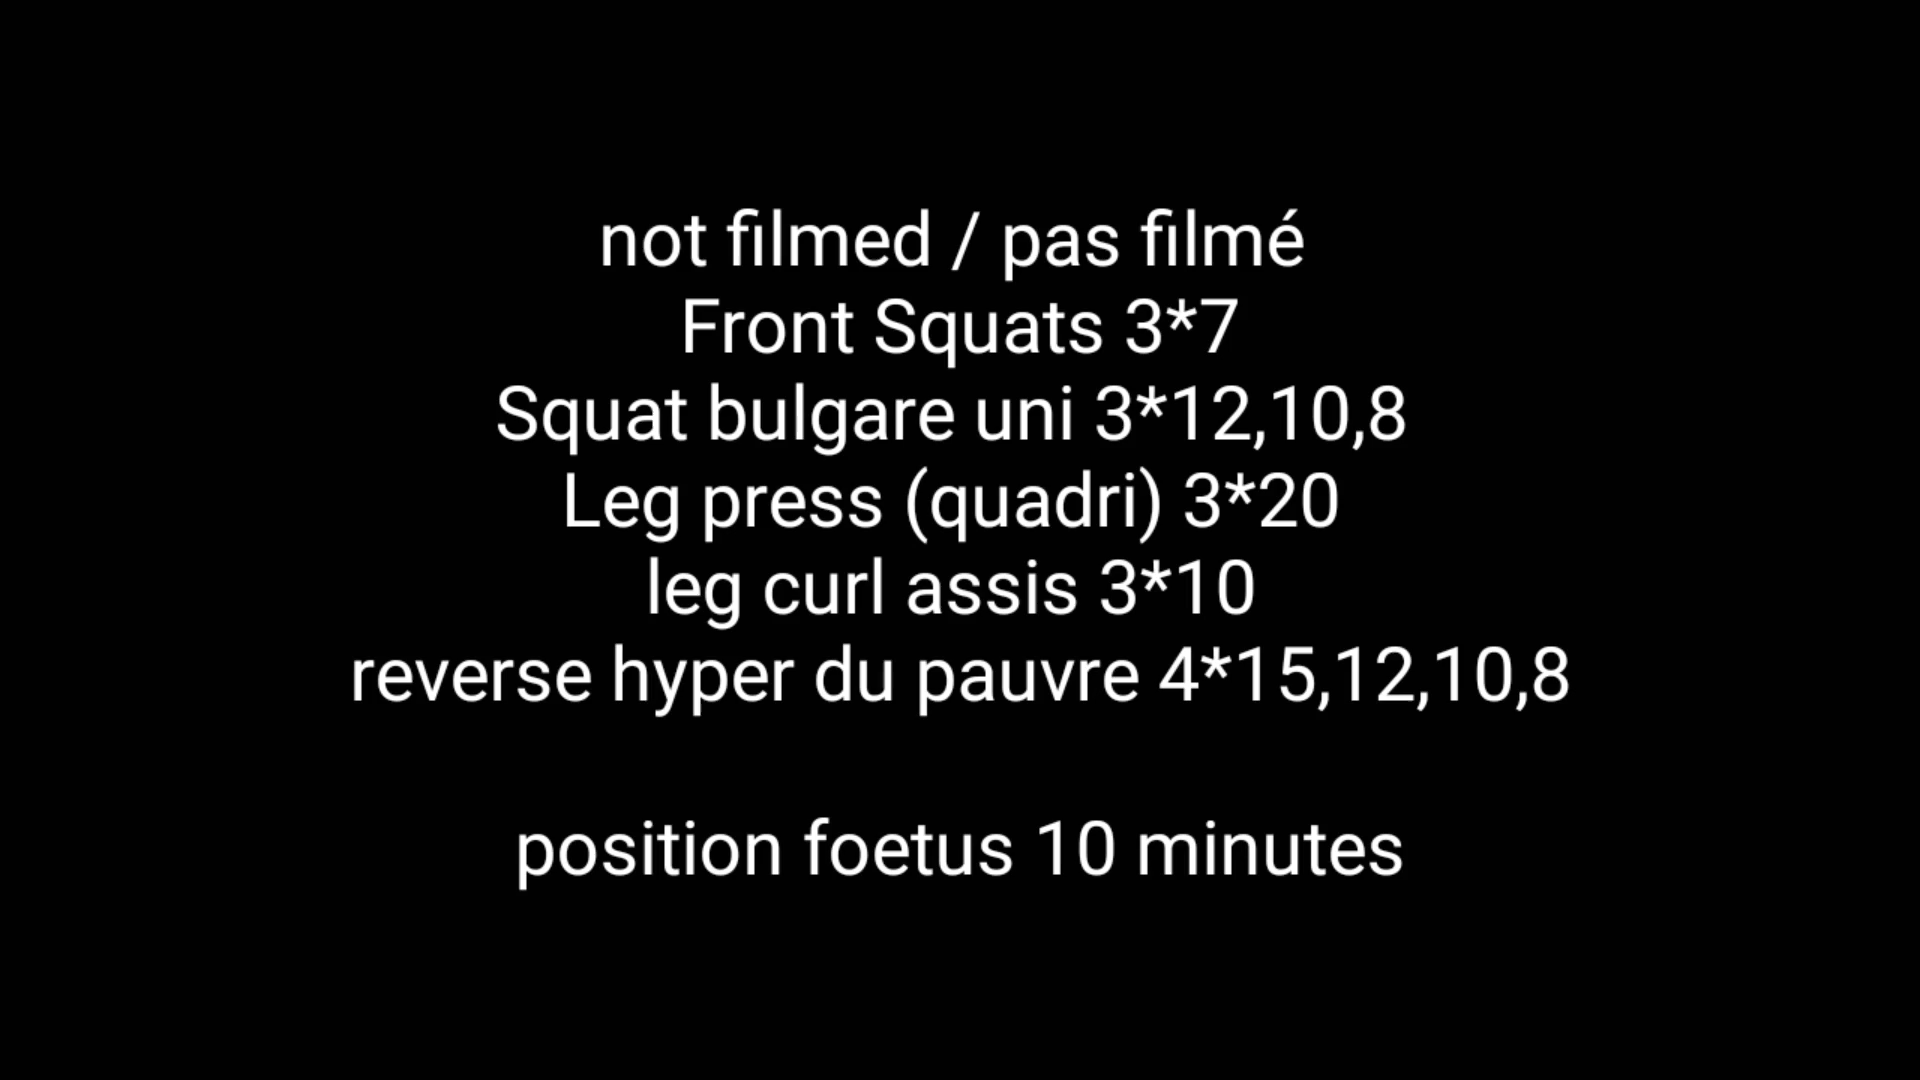 not filmed / pas filmé
Front Squats 3*7
Squat bulgare uni 3*12,10,8
Leg press (quadri) 3*20
leg curl assis 3*10
reverse hyper du pauvre 4*15,12,10,8
position foetus 10 minutes